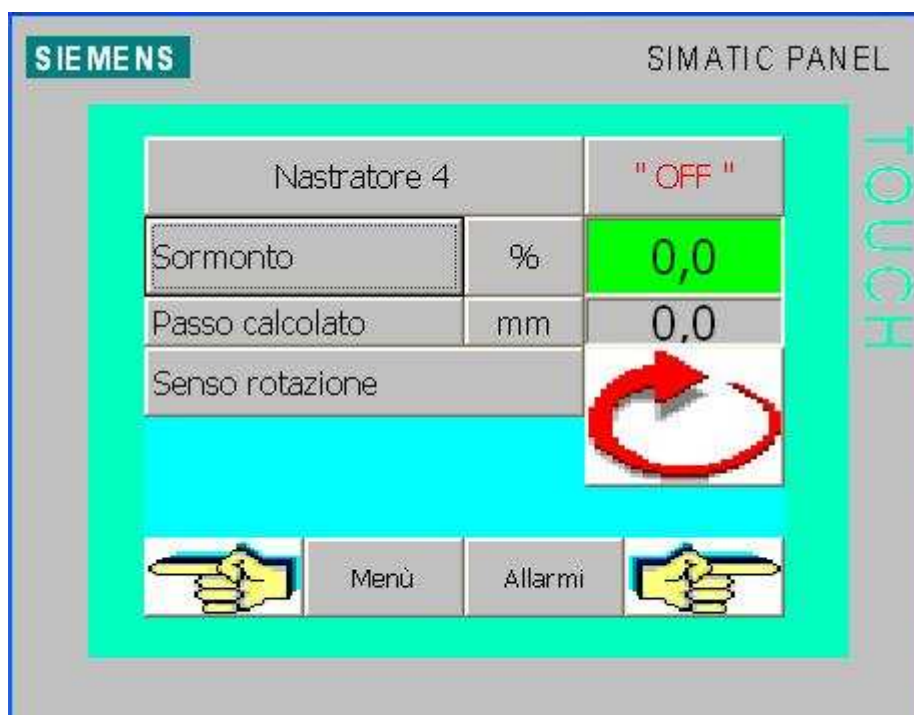 SIEMENS
SIMATIC PANEL
TOUCH
Nastratore 4
" OFF "
Sormonto
%
0,0
Passo calcolato
mm
0,0
Senso rotazione
Menù
Allarmi